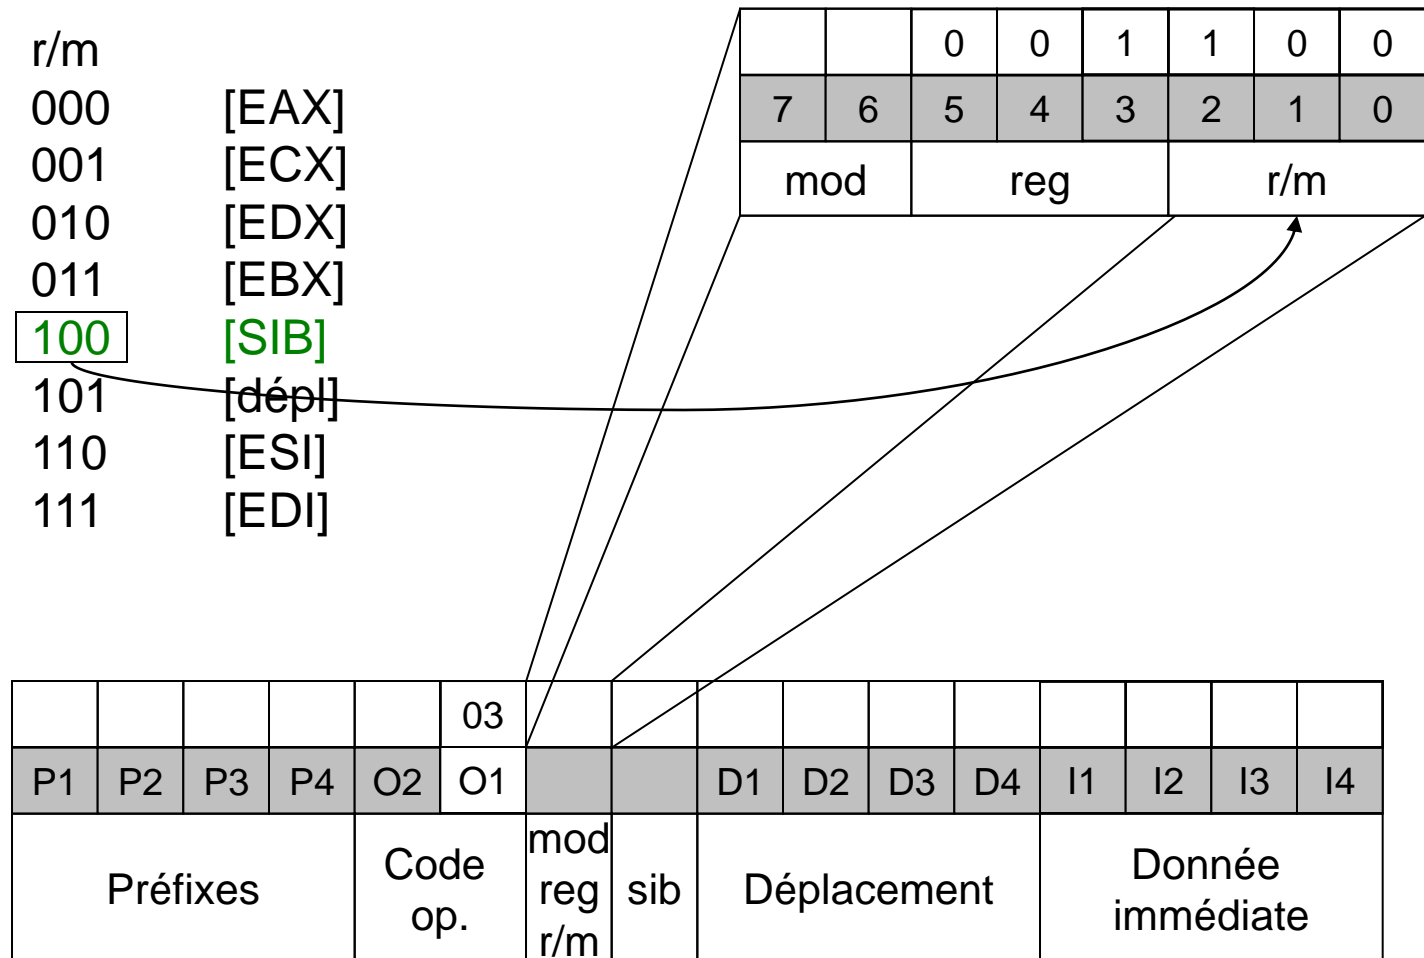 r/m
000 [EAX]
001 [ECX]
010 [EDX]
011 [EBX]
100 [SIB]
101 [dépl]
110 [ESI]
111 [EDI]
0 0 1 1 0 0
7 6 5 4 3 2 1 0
mod reg r/m
03
P1 P2 P3 P4 O2 O1 D1 D2 D3 D4 I1 I2 I3 I4
Préfixes
Code
op.
mod
reg
r/m
sib
Déplacement
Donnée
immédiate